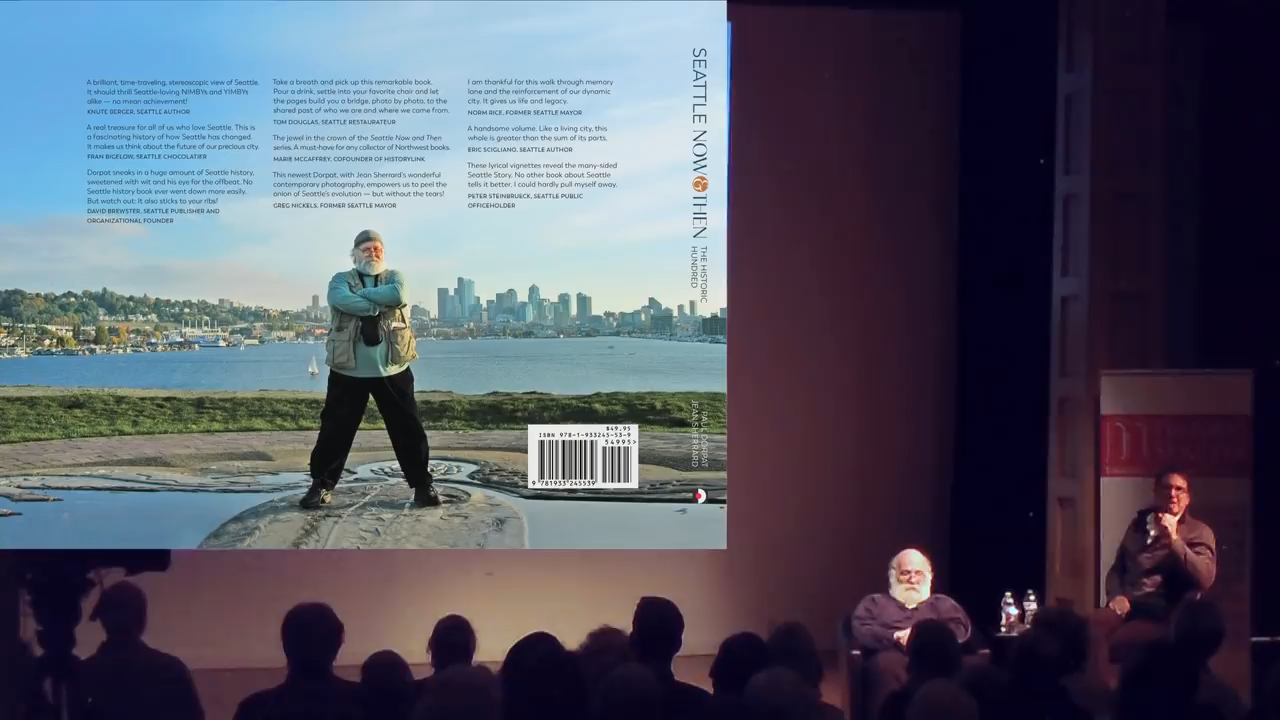 A brilliant, time-traveling, stereoscopic view of Seattle.
It should thrill Seattle-loving NIMBYs and YIMBYs
alike — no mean achievement!
KNUTE BERGER, SEATTLE AUTHOR
A real treasure for all of us who love Seattle. This is
a fascinating history of how Seattle has changed.
It makes us think about the future of our precious city.
FRAN BIGELOW, SEATTLE CHOCOLATIER
Dorpat sneaks in a huge amount of Seattle history,
sweetened with wit and his eye for the offbeat. No
Seattle history book ever went down more easily.
But watch out: It also sticks to your ribs!
DAVID BREWSTER, SEATTLE PUBLISHER AND
ORGANIZATIONAL FOUNDER
Take a breath and pick up this remarkable book.
Pour a drink, settle into your favorite chair and let
the pages build you a bridge, photo by photo, to the
shared past of who we are and where we came from.
TOM DOUGLAS, SEATTLE RESTAURATEUR
The jewel in the crown of the Seattle Now and Then
series. A must-have for any collector of Northwest books.
MARIE MCCAFFREY, COFOUNDER OF HISTORYLINK
This newest Dorpat, with Jean Sherrard's wonderful
contemporary photography, empowers us to peel the
onion of Seattle's evolution — but without the tears!
GREG NICKELS, FORMER SEATTLE MAYOR
I am thankful for this walk through memory
lane and the reinforcement of our dynamic
city. It gives us life and legacy.
NORM RICE, FORMER SEATTLE MAYOR
A handsome volume. Like a living city, this
whole is greater than the sum of its parts.
ERIC SCIGLIANO, SEATTLE AUTHOR
These lyrical vignettes reveal the many-sided
Seattle Story. No other book about Seattle
tells it better. I could hardly pull myself away.
PETER STEINBRUECK, SEATTLE PUBLIC
OFFICEHOLDER
SEATTLE NOW & THEN
THE HISTORIC
HUNDRED
PAUL DORPAT
JEAN SHERRARD
$49.95
ISBN 978-1-933245-53-9
54995>
9 781933 245539